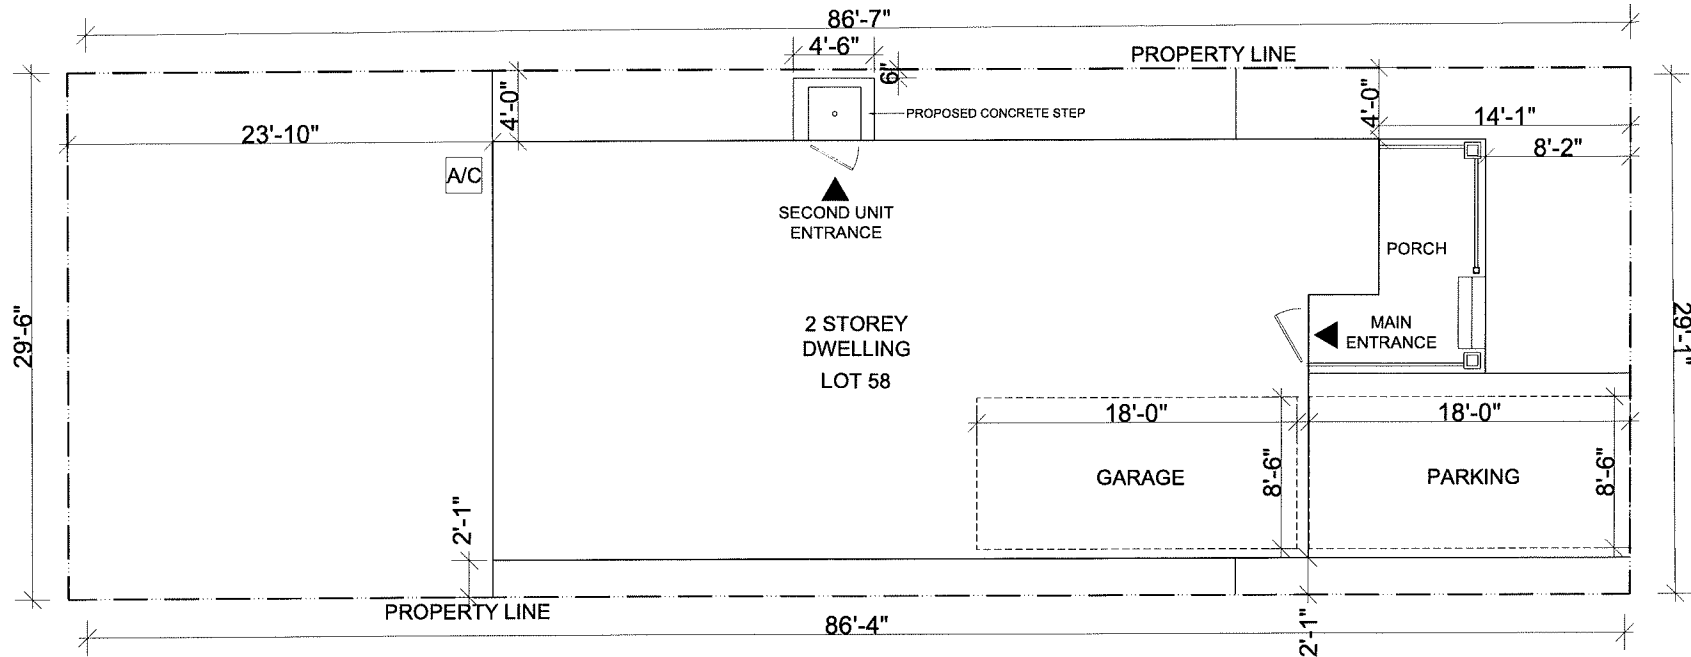 86'-7"
4'-6"
PROPERTY LINE
6"
4'-0"
4'-0"
PROPOSED CONCRETE STEP
14'-1"
23'-10"
8'-2"
A/C
SECOND UNIT
ENTRANCE
PORCH
29'-6"
2 STOREY
DWELLING
LOT 58
MAIN
ENTRANCE
29'-1"
18'-0"
18'-0"
GARAGE
8'-6"
PARKING
8'-6"
2'-1"
PROPERTY LINE
86'-4"
2'-1"